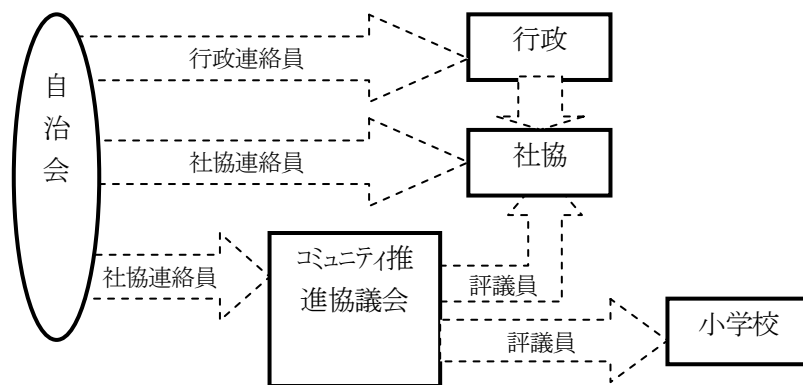 行政
行政連絡員
自
治
会
社協
社協連絡員
コミュニティ推
進協議会
社協連絡員
評議員
小学校
評議員